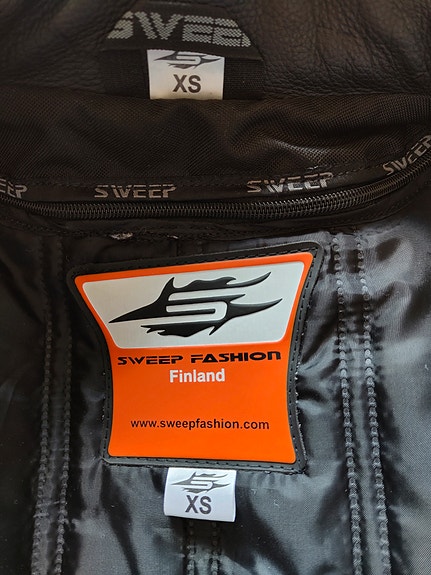 SWEEP
XS
SWEEP
SWEEP
SWEEP
SWEEP FASHION
Finland
www.sweepfashion.com
XS